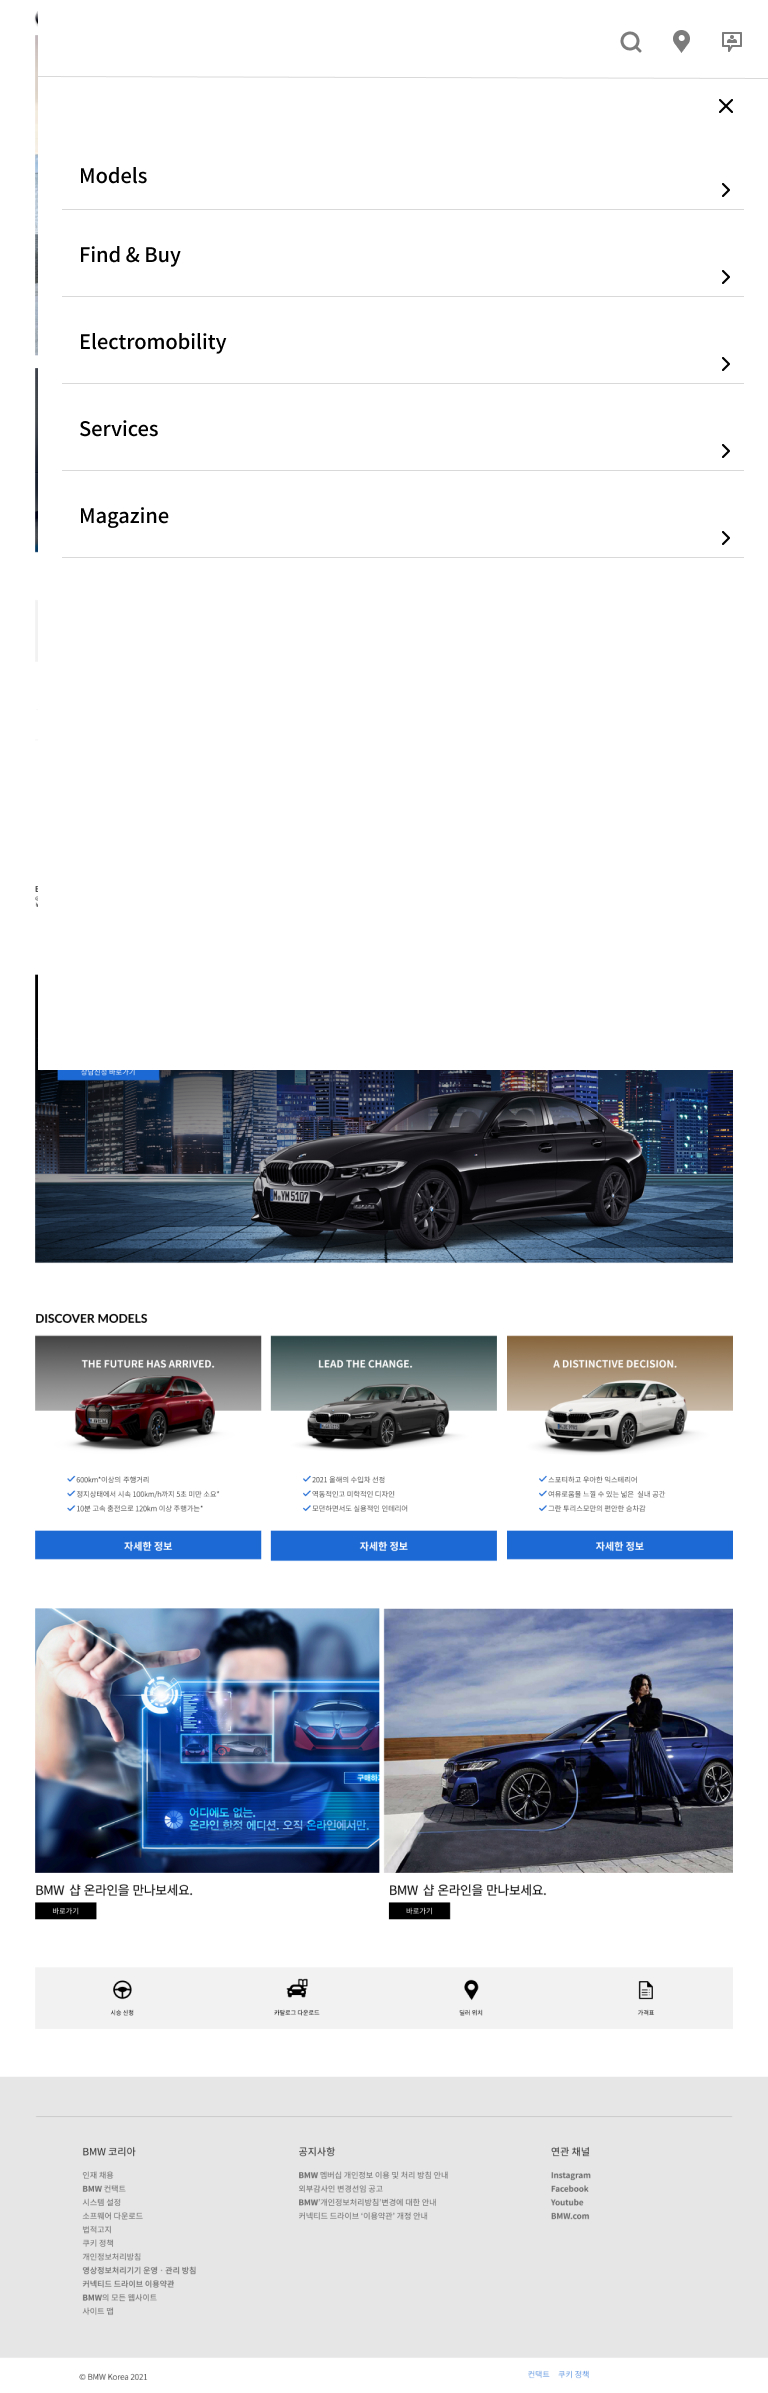 Models
Find & Buy
Electromobility
Services
Magazine
상담신청 바로가기
M YM 5107
DISCOVER MODELS
THE FUTURE HAS ARRIVED.
LEAD THE CHANGE.
A DISTINCTIVE DECISION.
600km*이상의 주행거리
정지상태에서 시속 100km/h까지 5초 미만 소요*
10분 고속 충전으로 120km 이상 주행가는*
2021 올해의 수입차 선정
역동적인고 미학적인 디자인
모던하면서도 실용적인 인테리어
스포티하고 우아한 익스테리어
여유로움을 느낄 수 있는 넓은 실내 공간
그란 투리스모만의 편안한 승차감
자세한 정보
자세한 정보
자세한 정보
구매하기
어디에도 없는.
온라인 한정 에디션. 오직 온라인에서만.
BMW 샵 온라인을 만나보세요.
바로가기
BMW 샵 온라인을 만나보세요.
바로가기
시승 신청
카탈로그 다운로드
딜러 위치
가격표
BMW 코리아
인재 채용
BMW 컨택트
시스템 설정
소프웨어 다운로드
법적고지
쿠키 정책
개인정보처리방침
영상정보처리기기 운영 · 관리 방침
커넥티드 드라이브 이용약관
BMW의 모든 웹사이트
사이트 맵
공지사항
BMW 멤버십 개인정보 이용 및 처리 방침 안내
외부감사인 변경선임 공고
BMW'개인정보처리방침'변경에 대한 안내
커넥티드 드라이브 "이용약관" 개정 안내
연관 채널
Instagram
Facebook
Youtube
BMW.com
© BMW Korea 2021
컨택트 쿠키 정책